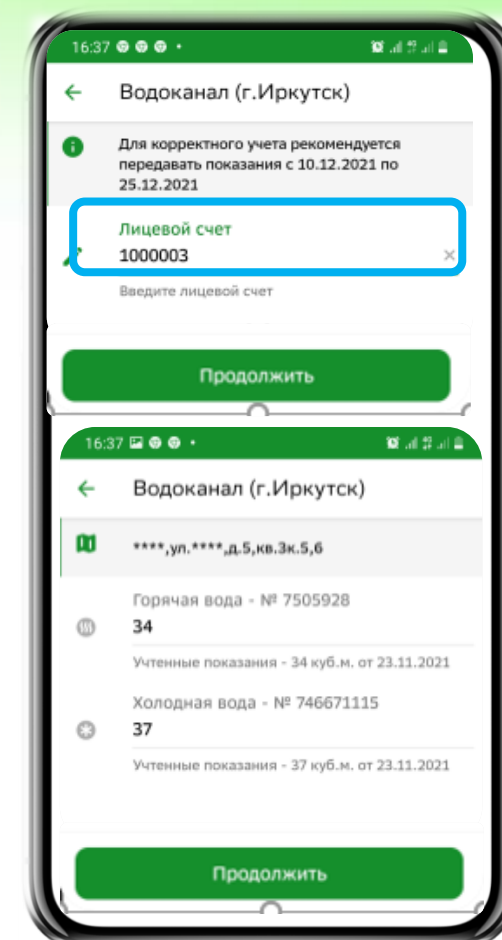 16:37
Водоканал (г.Иркутск)
Для корректного учета рекомендуется
передавать показания с 10.12.2021 по
25.12.2021
Лицевой счет
1000003
Введите лицевой счет
Продолжить
16:37
Водоканал (г.Иркутск)
****,ул.****,д.5,кв.3к.5,6
Горячая вода - № 7505928
34
Учтенные показания - 34 куб.м. от 23.11.2021
Холодная вода - № 746671115
37
Учтенные показания - 37 куб.м. от 23.11.2021
Продолжить